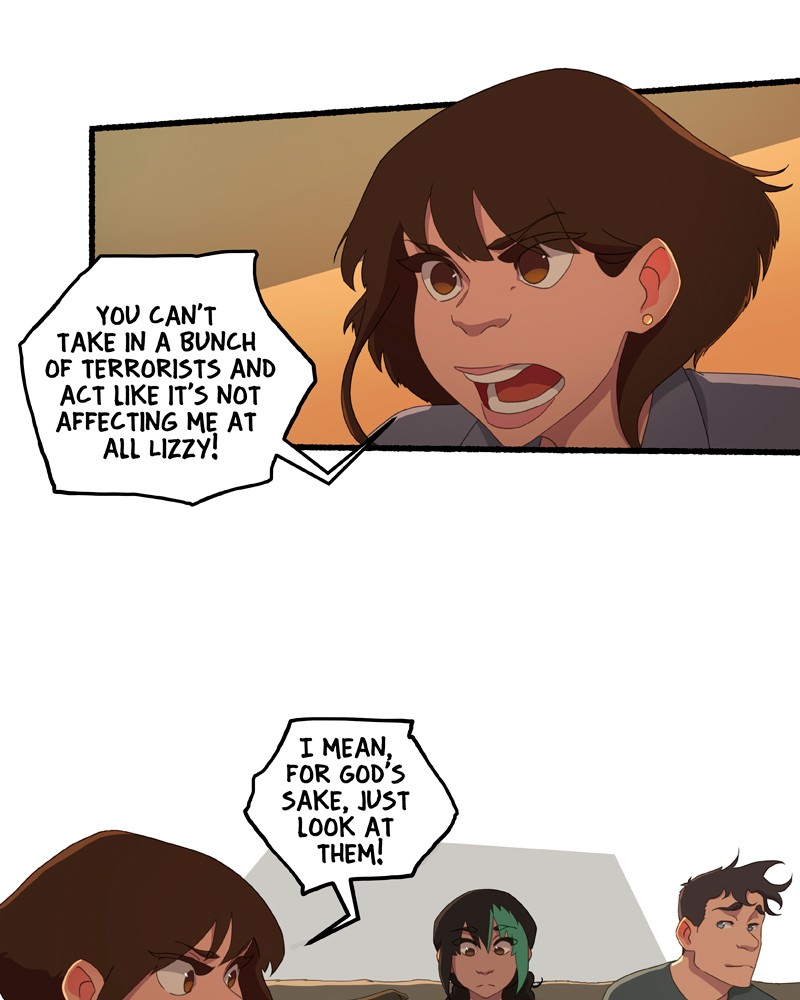 YOU CAN'T
TAKE IN A BUNCH
OF TERRORISTS AND
ACT LIKE IT'S NOT
AFFECTING ME AT
ALL LIZZY!
I MEAN,
FOR GOD'S
SAKE, JUST
LOOK AT
THEM!